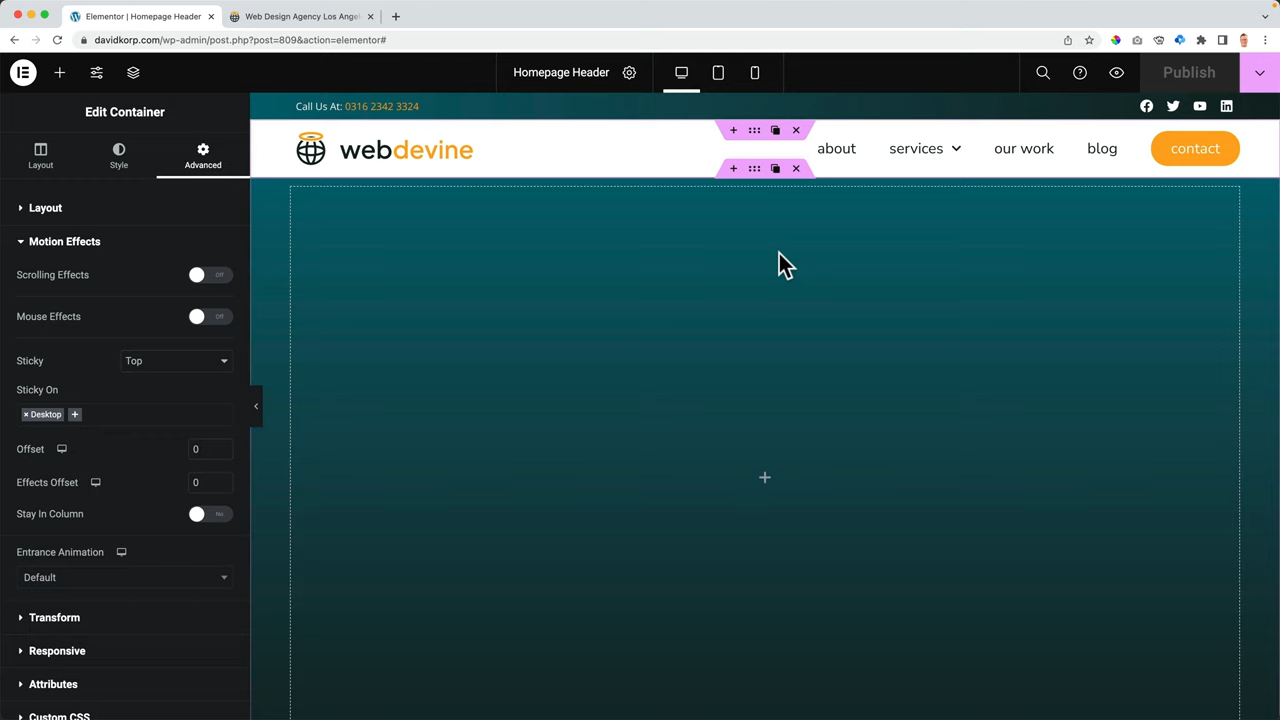 Elementor | Homepage Header
Web Design Agency Los Angel
davidkorp.com/wp-admin/post.php?post=809&action=elementor#
Homepage Header
Publish
Edit Container
Layout
Style
Advanced
Layout
Motion Effects
Scrolling Effects
Off
Mouse Effects
Off
Sticky
Top
Sticky On
× Desktop
Offset
0
Effects Offset
0
Stay In Column
No
Entrance Animation
Default
Transform
Responsive
Attributes
Custom CSS
Call Us At: 0316 2342 3324
webdevine
about
services
our work
blog
contact